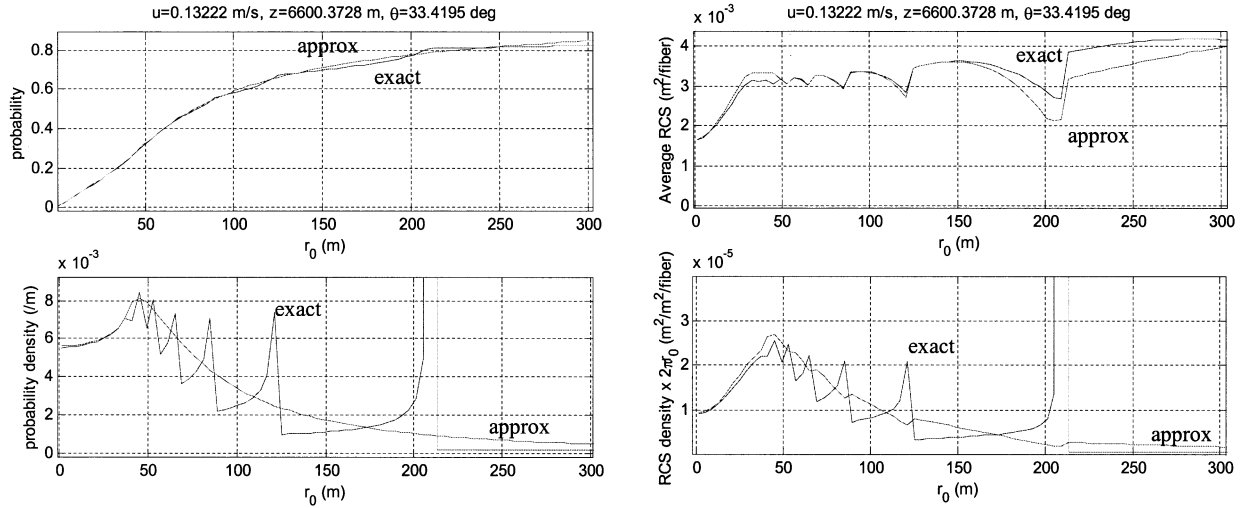 u=0.13222 m/s, z=6600.3728 m, θ=33.4195 deg
probability
0.8
0.6
0.4
0.2
0
approx
exact
50 100 150 200 250 300
r0 (m)
u=0.13222 m/s, z=6600.3728 m, θ=33.4195 deg
x 10-3
Average RCS (m2/fiber)
4
3
2
1
0
exact
approx
0 50 100 150 200 250 300
r0 (m)
x 10-3
probability density (/m)
8
6
4
2
0
exact
approx
0 50 100 150 200 250 300
r0 (m)
x 10-5
RCS density x 2πr0 (m2/m2/fiber)
3
2
1
exact
approx
0 50 100 150 200 250 300
r0 (m)